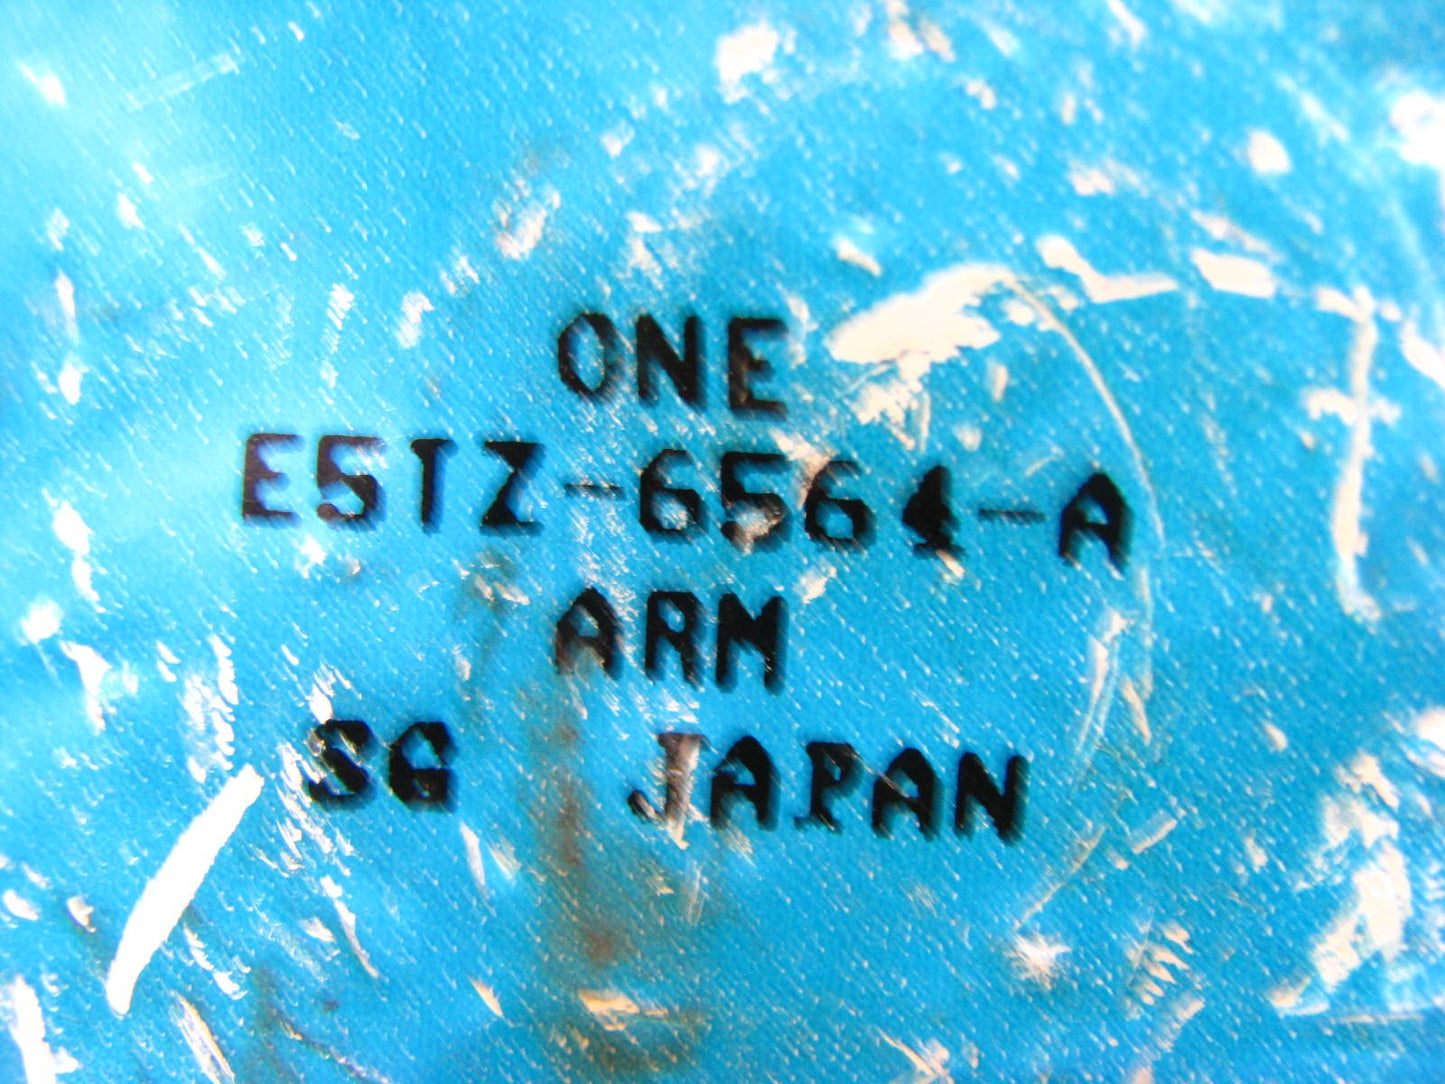 ONE
E5TZ-6564-A
ARM
SG JAPAN